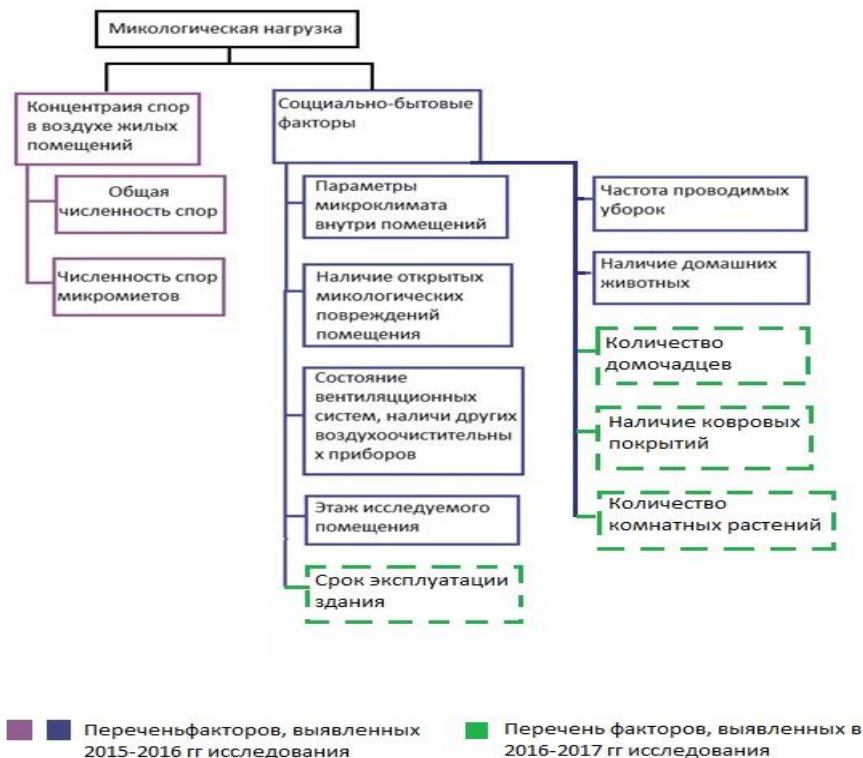 Микологическая нагрузка
Концентраия спор
в воздухе жилых
помещений
Общая
численность спор
Численность спор
микромиетов
Соцциально-бытовые
факторы
Параметры
микроклимата
внутри помещений
Наличие открытых
микологических
повреждений
помещения
Состояние
вентиляцционных
систем, наличи других
воздухоочистительны
х приборов
Этаж исследуемого
помещения
Срок эксплуатации
здания
Частота проводимых
уборок
Наличие домашних
животных
Количество
домочадцев
Наличие ковровых
покрытий
Количество
комнатных растений
Переченьфакторов, выявленных
2015-2016 гг исследования
Перечень факторов, выявленных в
2016-2017 гг исследования